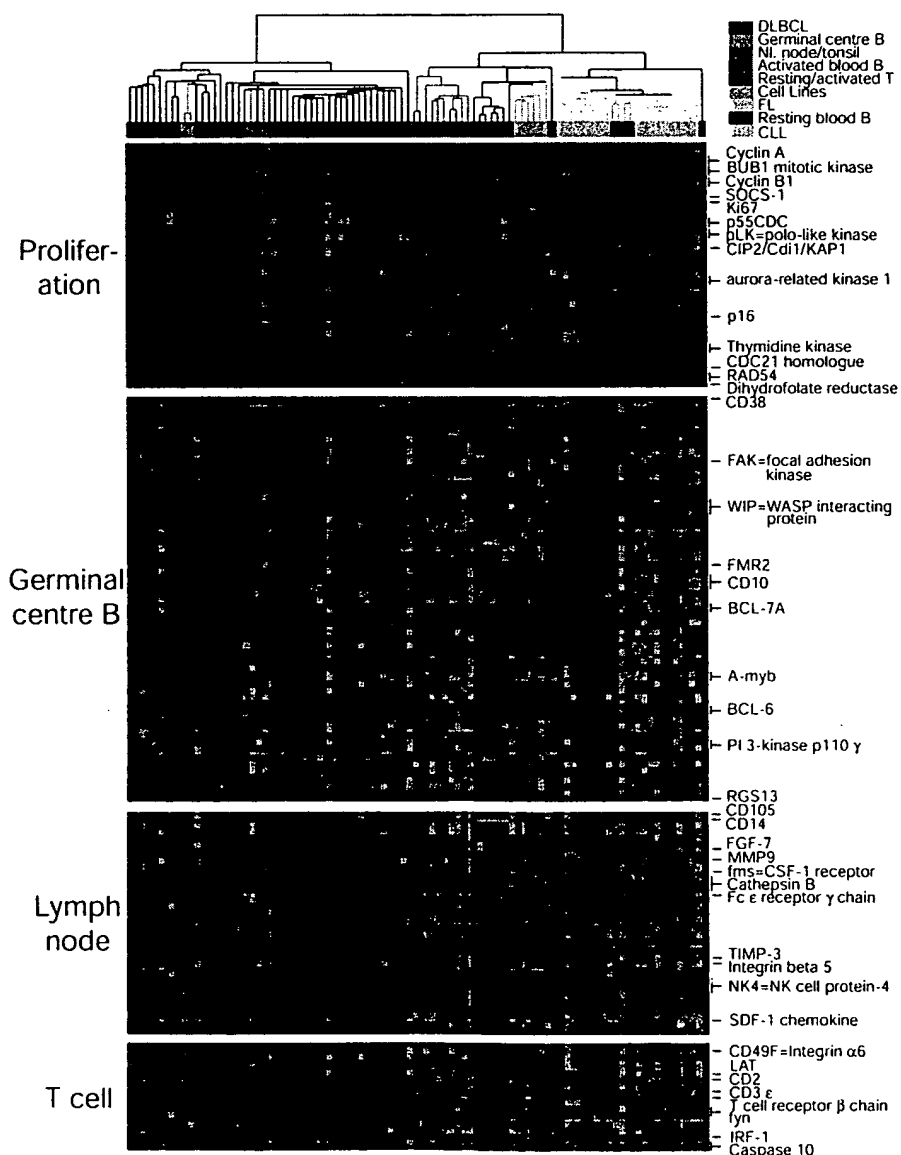 DLBCL
Germinal centre B
Nl. node/tonsil
Activated blood B
Resting/activated T
Cell Lines
FL
Resting blood B
CLL
Prolifer-
ation
Cyclin A
BUB1 mitotic kinase
Cyclin B1
SOCS-1
Ki67
p55CDC
pLK=polo-like kinase
CIP2/Cdi1/KAP1
aurora-related kinase 1
p16
Thymidine kinase
CDC21 homologue
RAD54
Dihydrofolate reductase
Germinal
centre B
CD38
FAK=focal adhesion
kinase
WIP=WASP interacting
protein
FMR2
CD10
BCL-7A
A-myb
BCL-6
PI 3-kinase p110 γ
RGS13
Lymph
node
CD105
CD14
FGF-7
MMP9
fms=CSF-1 receptor
Cathepsin B
Fc ε receptor γ chain
TIMP-3
Integrin beta 5
NK4=NK cell protein-4
SDF-1 chemokine
T cell
CD49F=Integrin α6
LAT
CD2
CD3 ε
T cell receptor β chain
fyn
IRF-1
Caspase 10